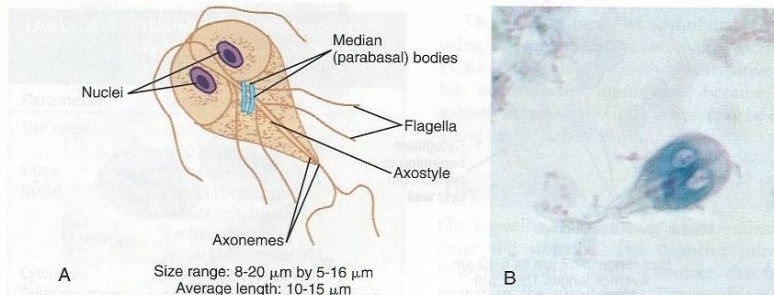 Nuclei
Median
(parabasal) bodies
Flagella
Axostyle
Axonemes
A
Size range: 8-20 μm by 5-16 μm
Average length: 10-15 μm
B